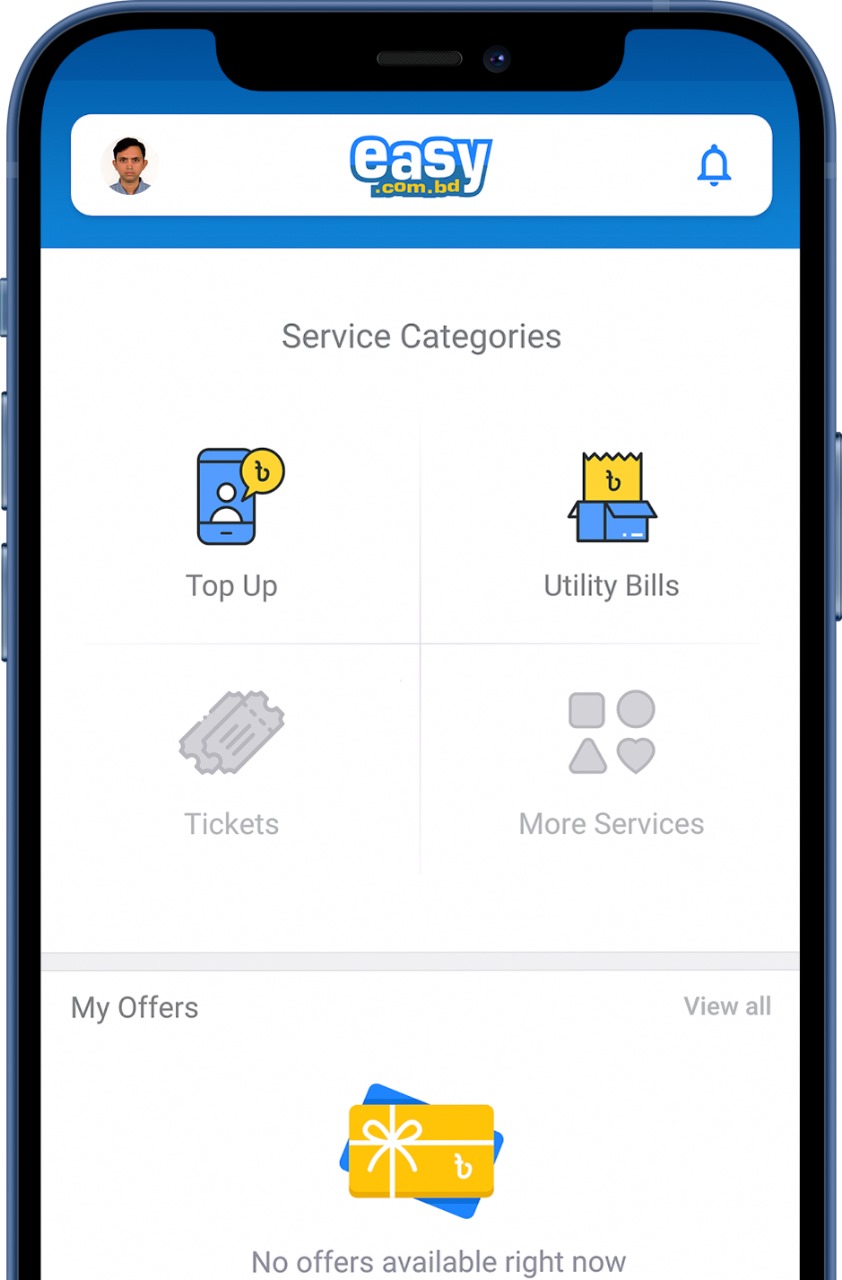 easy
.com.bd
Service Categories
৳
৳
Top Up
Utility Bills
Tickets
More Services
My Offers
View all
৳
No offers available right now